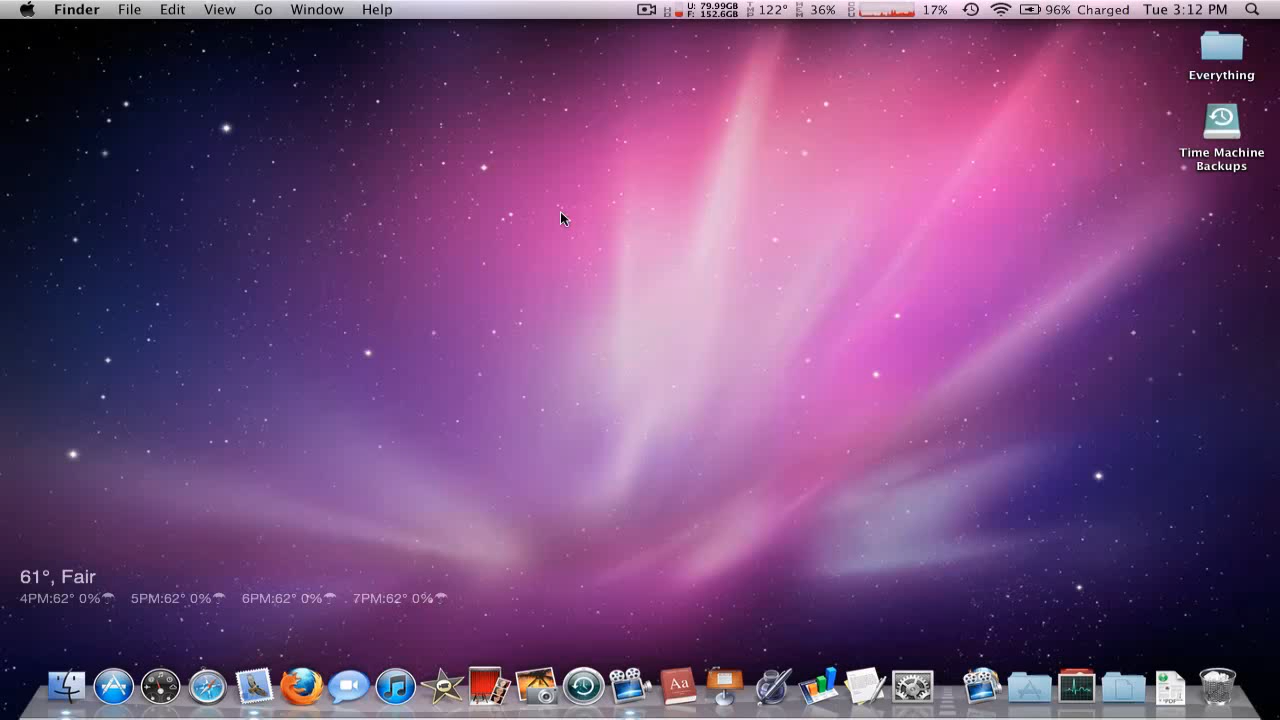 Finder File Edit View Go Window Help
U: 79.99GB
F: 152.6GB
122° 36% 17% 96% Charged Tue 3:12 PM
Everything
Time Machine
Backups
61°, Fair
4PM:62° 0% 5PM:62° 0% 6PM:62° 0% 7PM:62° 0%
Aa
PDF